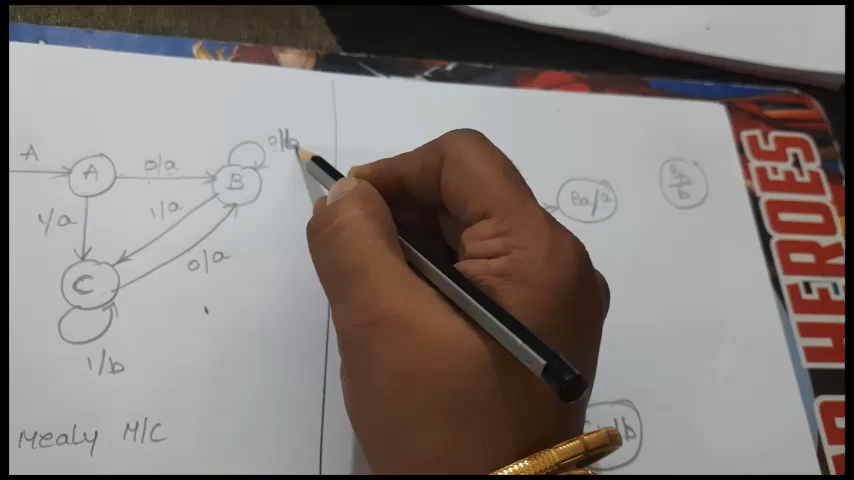 A
A
0/a
B
0/b
1/a
1/a
C
0/a
1/b
Mealy M/C
Ba/a
b
/b
HEROES